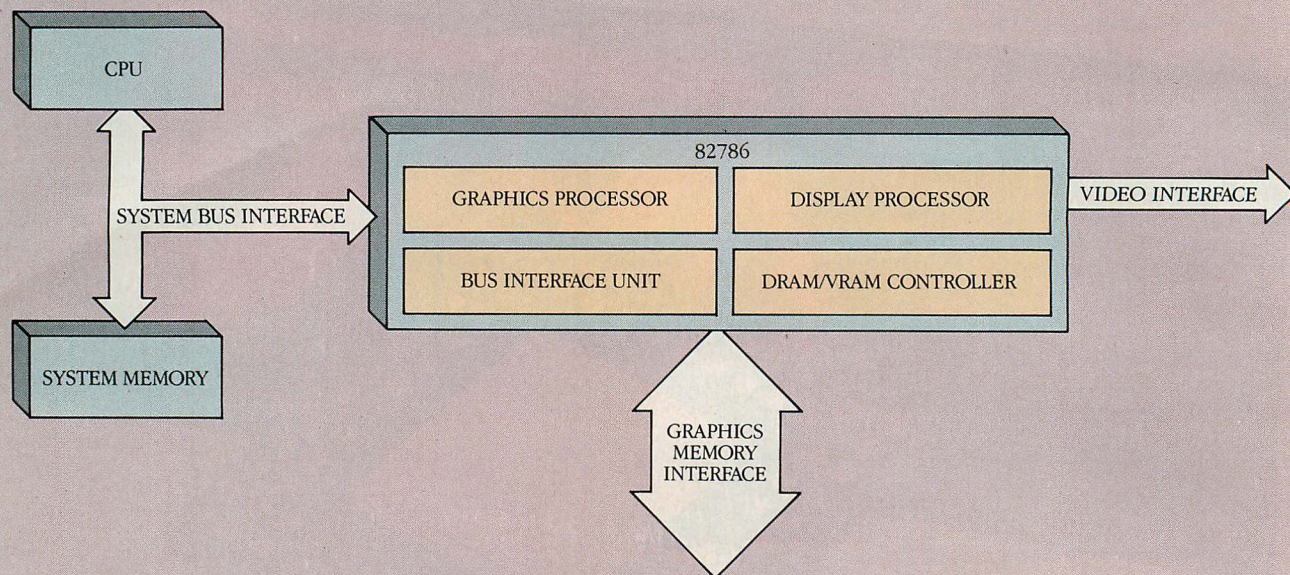 CPU
SYSTEM BUS INTERFACE
SYSTEM MEMORY
82786
GRAPHICS PROCESSOR
DISPLAY PROCESSOR
BUS INTERFACE UNIT
DRAM/VRAM CONTROLLER
VIDEO INTERFACE
GRAPHICS
MEMORY
INTERFACE